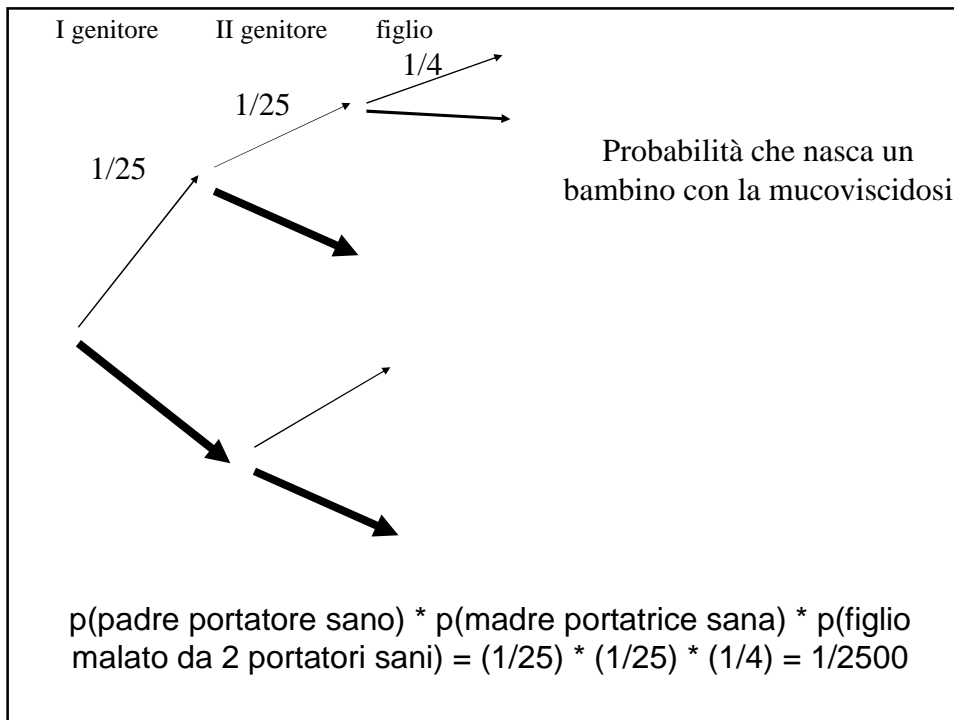 I genitore II genitore figlio
1/4
1/25
1/25
Probabilità che nasca un
bambino con la mucoviscidosi
p(padre portatore sano) * p(madre portatrice sana) * p(figlio
malato da 2 portatori sani) = (1/25) * (1/25) * (1/4) = 1/2500